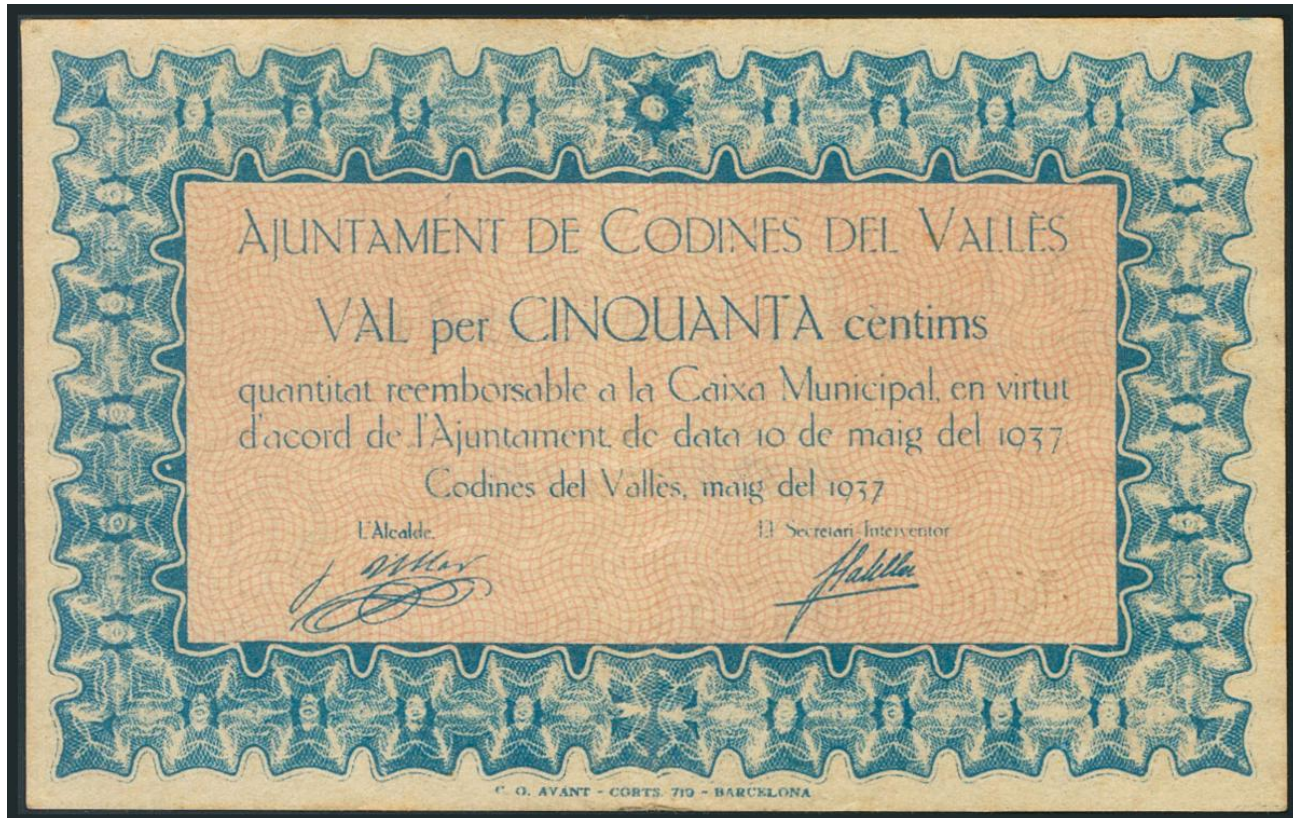 AJUNTAMENT DE CODINES DEL VALLÈS
VAL per CINQUANTA cèntims
quantitat reemborsable a la Caixa Municipal, en virtut
d'acord de l'Ajuntament de data 10 de maig del 1937
Codines del Vallès, maig del 1937
L'Alcalde, El Secretari-Interventor
C. O. AVANT - CORTS, 719 - BARCELONA